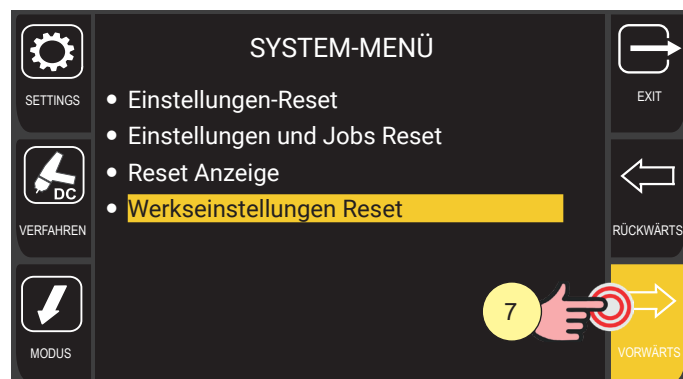 SYSTEM-MENÜ
SETTINGS
EXIT
• Einstellungen-Reset
• Einstellungen und Jobs Reset
• Reset Anzeige
• Werkseinstellungen Reset
DC
VERFAHREN
RÜCKWÄRTS
7
MODUS
VORWÄRTS